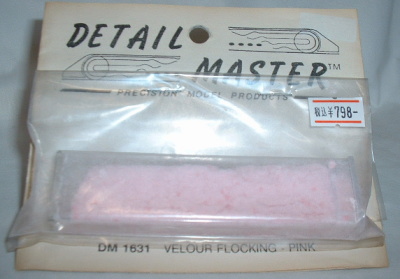 DETAIL
MASTER™
PRECISION MODEL PRODUCTS
税込¥798-
DM 1631 VELOUR FLOCKING - PINK